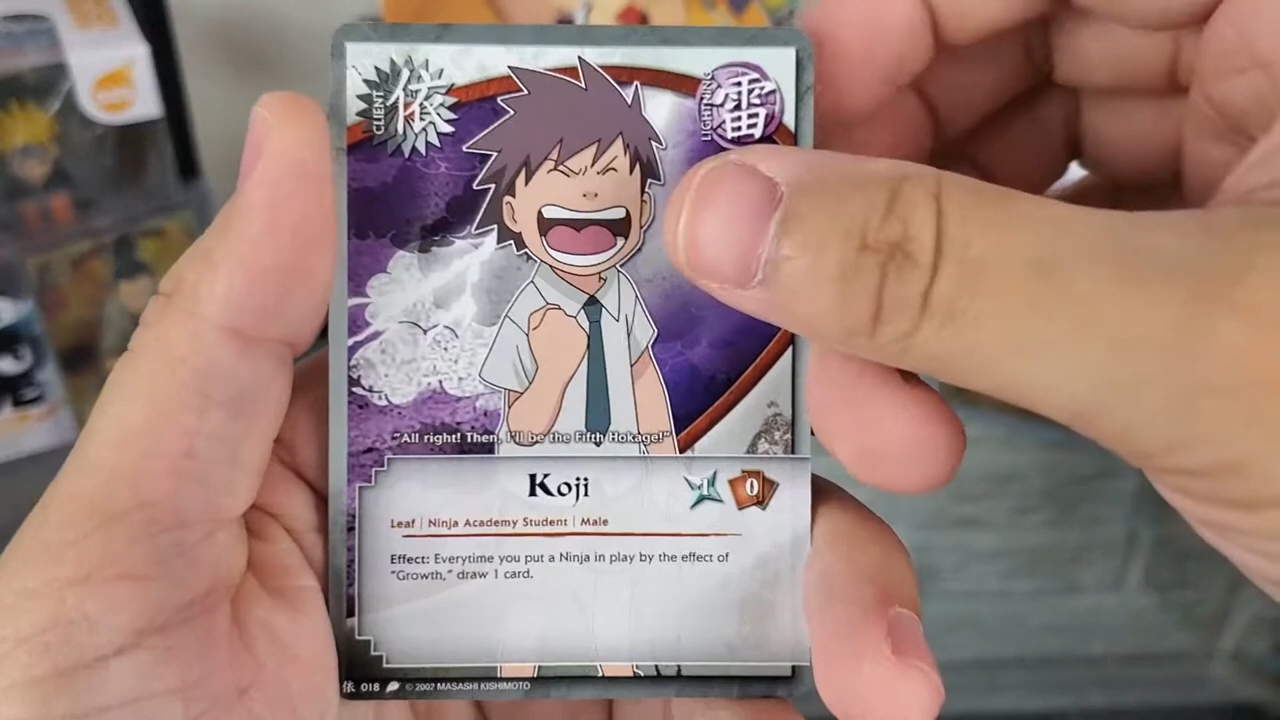 CLIENT
依
LIGHTNING
雷
"All right! Then, I'll be the Fifth Hokage!"
Koji
1
0
Leaf | Ninja Academy Student | Male
Effect: Everytime you put a Ninja in play by the effect of
"Growth," draw 1 card.
依 018 © 2002 MASASHI KISHIMOTO